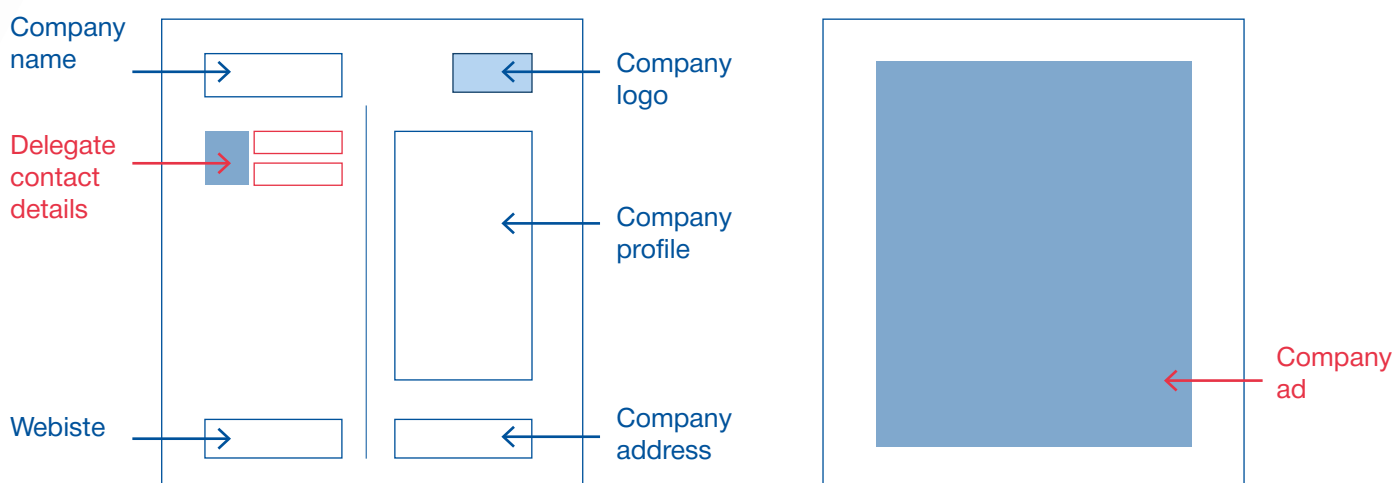 Company
name
Delegate
contact
details
Webiste
Company
logo
Company
profile
Company
address
Company
ad